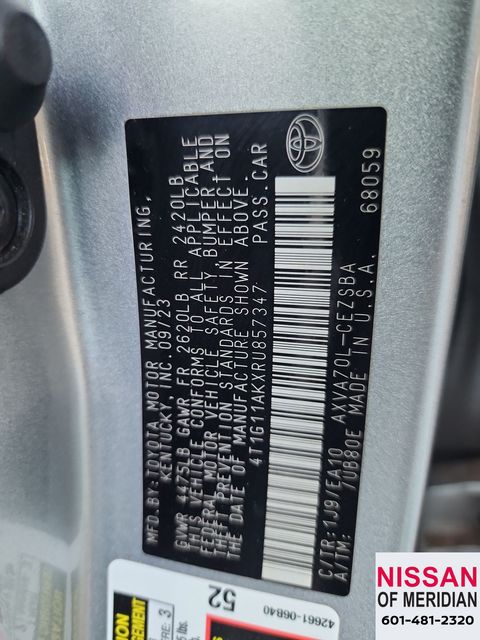 MFD. BY: TOYOTA MOTOR MANUFACTURING,
KENTUCKY, INC. 09/23
GVWR 4475LB GAWR FR 2620LB RR 2420LB
THIS VEHICLE CONFORMS TO ALL APPLICABLE
FEDERAL MOTOR VEHICLE SAFETY, BUMPER AND
THEFT PREVENTION STANDARDS IN EFFECT ON
THE DATE OF MANUFACTURE SHOWN ABOVE.
4T1G11AKXRU857347 PASS. CAR
C/TR: 1J9/EA10 AXVA70L-CEZSBA
A/TM: /UB80E MADE IN U.S.A. 68059
52
42661-06B40
3
NISSAN
OF MERIDIAN
601-481-2320